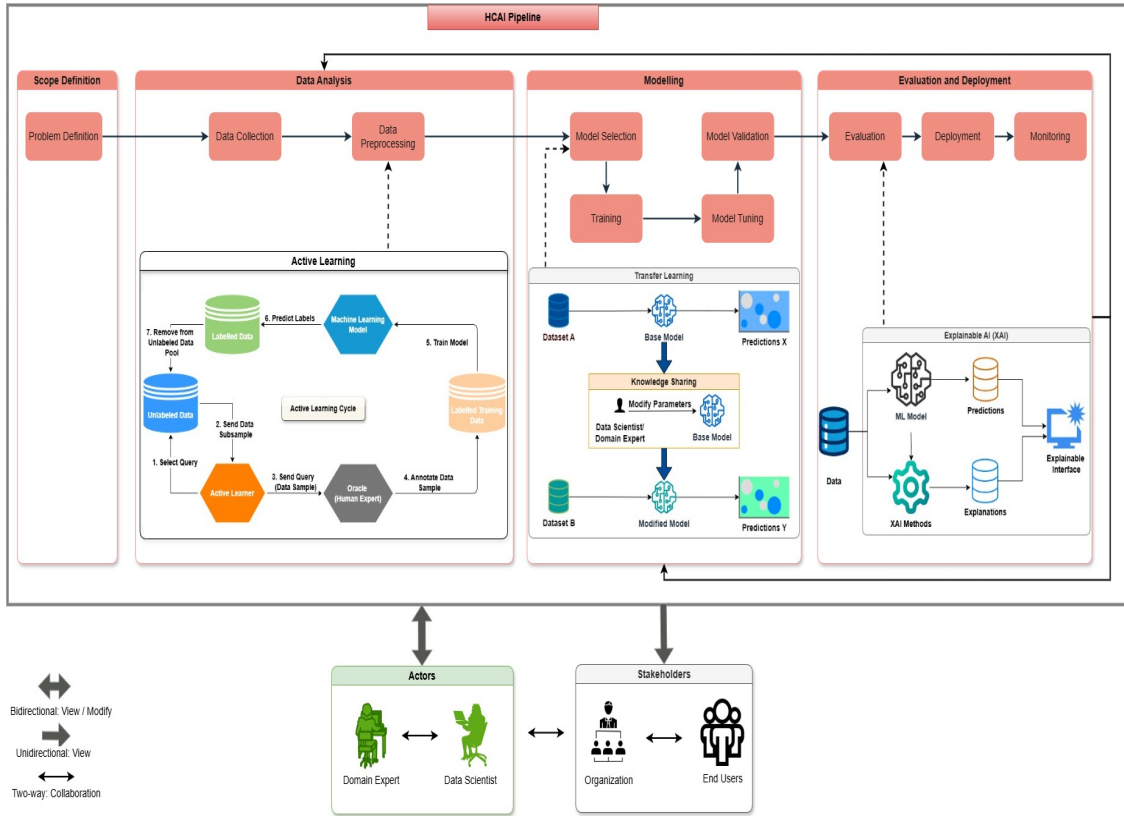 HCAI Pipeline
Scope Definition
Data Analysis
Modelling
Evaluation and Deployment
Problem Definition
Data Collection
Data
Preprocessing
Model Selection
Model Validation
Evaluation
Deployment
Monitoring
Training
Model Tuning
Active Learning
Labelled Data
6. Predict Labels
Machine Learning
Model
7. Remove from
Unlabeled Data
Pool
5. Train Model
Unlabeled Data
Active Learning Cycle
Labelled Training
Data
2. Send Data
Subsample
1. Select Query
Active Learner
3. Send Query
(Data Sample)
Oracle
(Human Expert)
4. Annotate Data
Sample
Transfer Learning
Dataset A
Base Model
Predictions X
Knowledge Sharing
Modify Parameters
Data Scientist/
Domain Expert
Base Model
Dataset B
Modified Model
Predictions Y
Explainable AI (XAI)
ML Model
Predictions
Data
Explainable
Interface
XAI Methods
Explanations
Bidirectional: View / Modify
Unidirectional: View
Two-way: Collaboration
Actors
Domain Expert
Data Scientist
Stakeholders
Organization
End Users